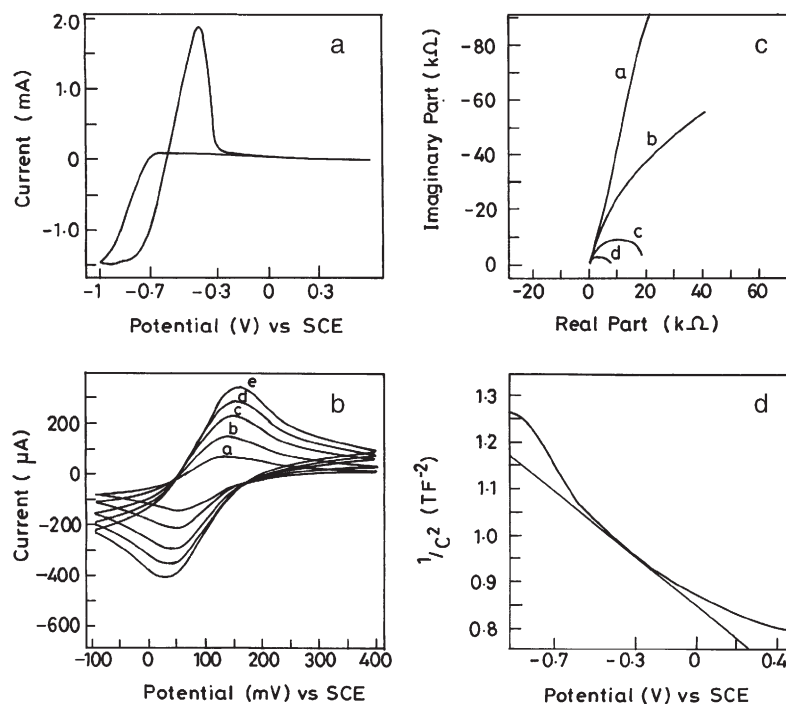 a
2.0
1.0
0
-1.0
Current (mA)
-1 -0.7 -0.3 0 0.3
Potential (V) vs SCE
c
-80
-60
-40
-20
0
Imaginary Part (kΩ)
a
b
c
d
-20 0 20 40 60
Real Part (kΩ)
b
200
0
-200
-400
-600
Current (μA)
e
d
c
b
a
-100 0 100 200 300 400
Potential (mV) vs SCE
d
1.3
1.2
1.1
1.0
0.9
0.8
1/C² (TF⁻²)
-0.7 -0.3 0 0.4
Potential (V) vs SCE